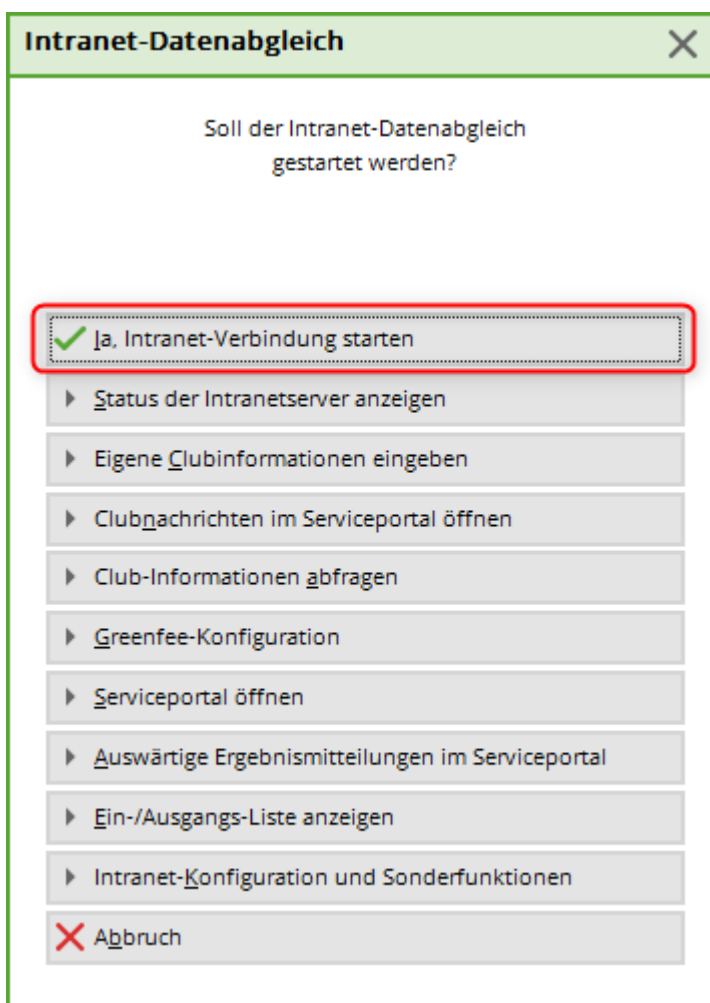 Intranet-Datenabgleich
Soll der Intranet-Datenabgleich
gestartet werden?
Ja, Intranet-Verbindung starten
Status der Intranetserver anzeigen
Eigene Clubinformationen eingeben
Clubnachrichten im Serviceportal öffnen
Club-Informationen abfragen
Greenfee-Konfiguration
Serviceportal öffnen
Auswärtige Ergebnismitteilungen im Serviceportal
Ein-/Ausgangs-Liste anzeigen
Intranet-Konfiguration und Sonderfunktionen
Abbruch